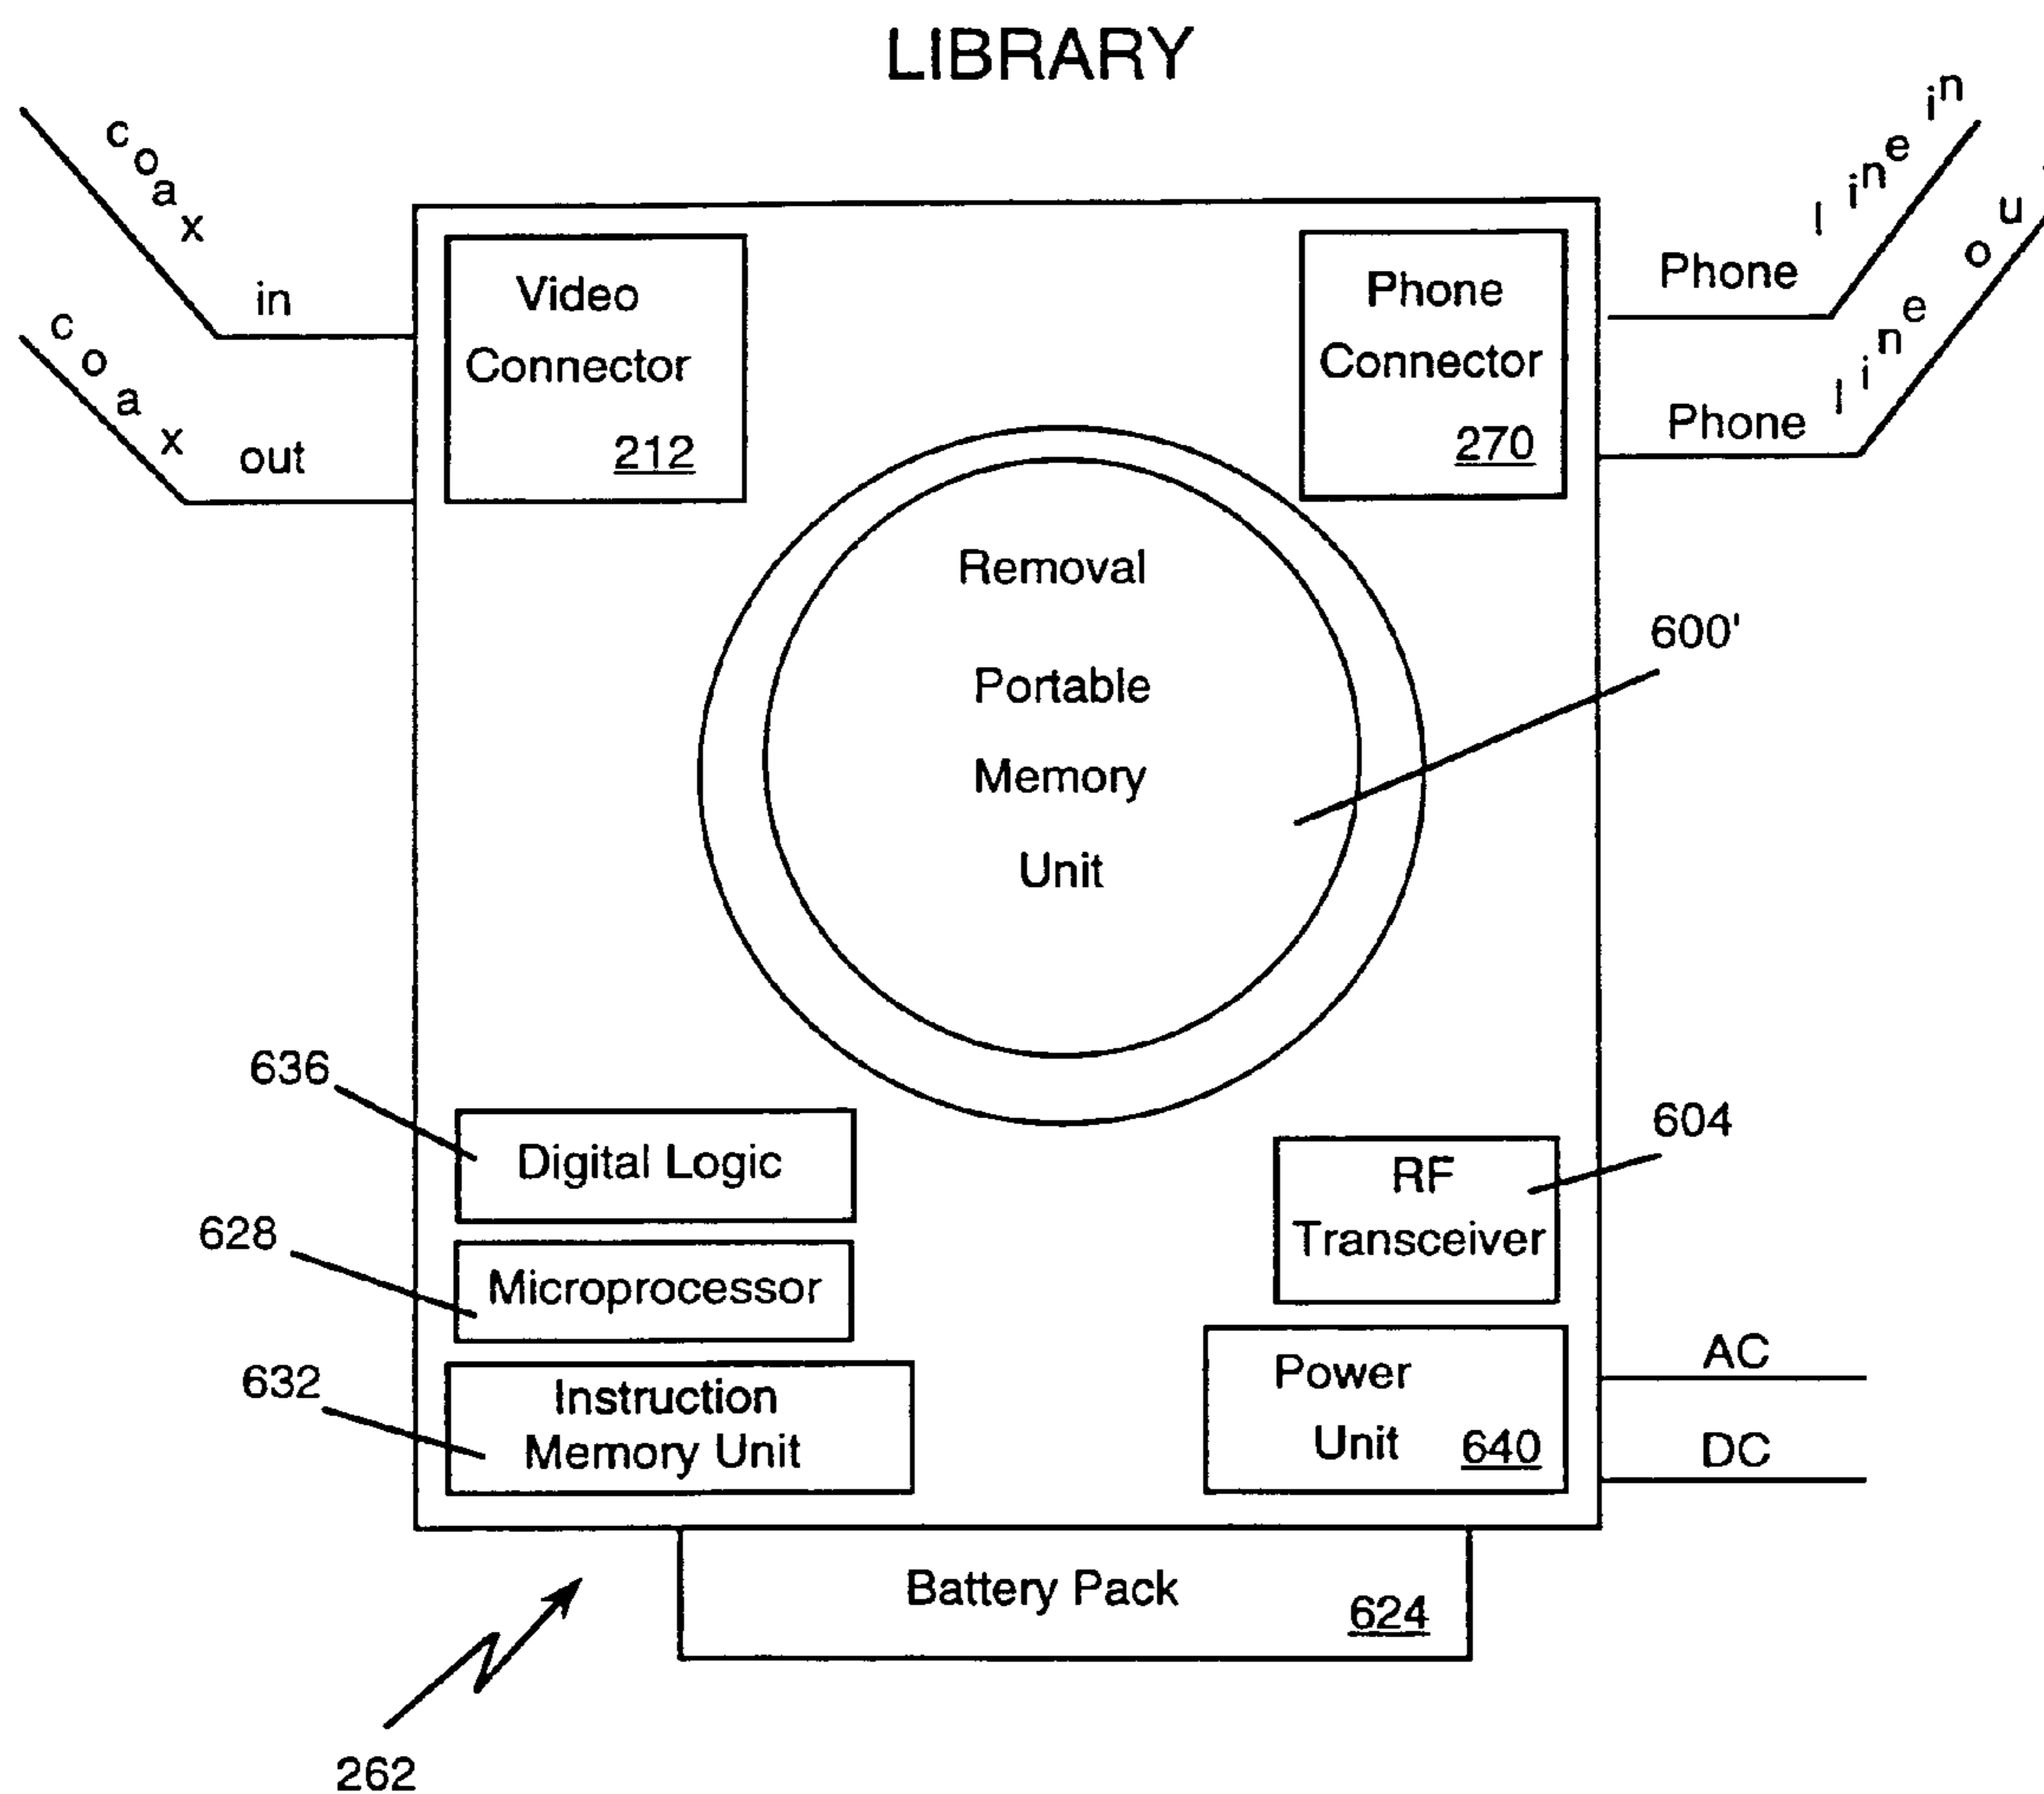 LIBRARY
coax in
coax out
Video
Connector
212
Phone
Connector
270
Phone line in
Phone line
Removal
Portable
Memory
Unit
600'
636
Digital Logic
628
Microprocessor
632
Instruction
Memory Unit
604
RF
Transceiver
Power
Unit 640
AC
DC
Battery Pack 624
262